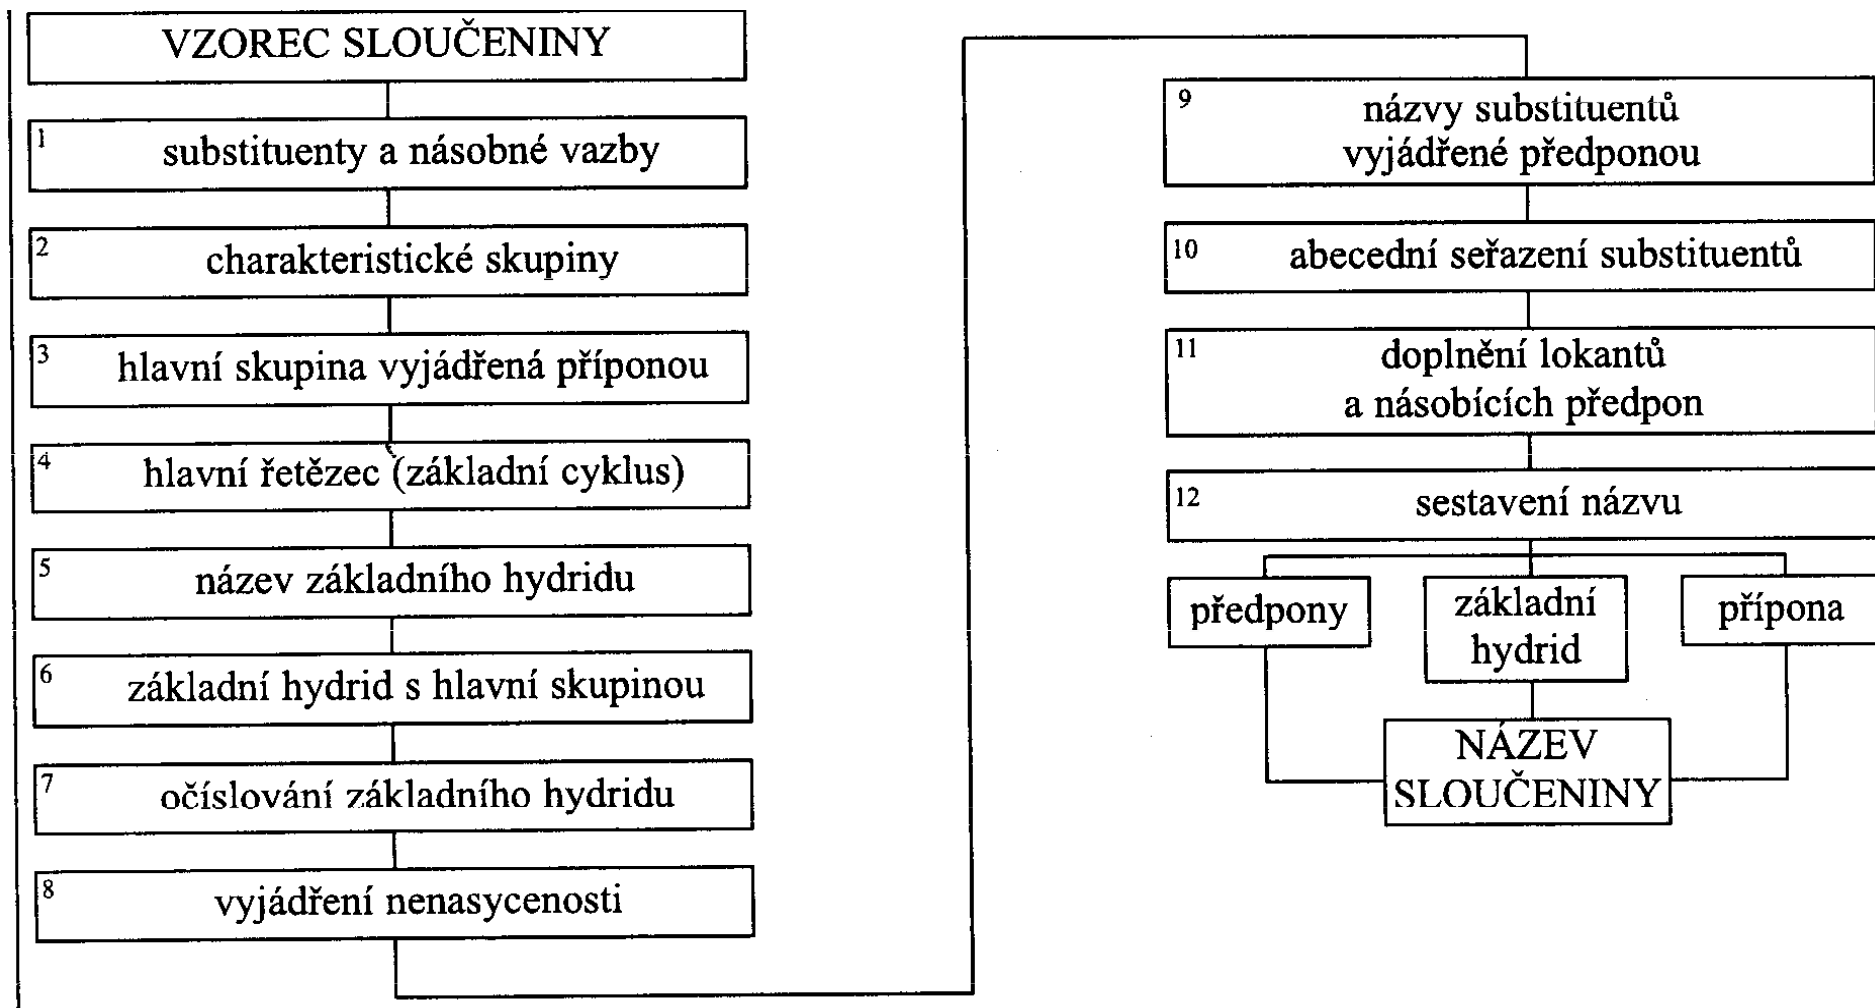 VZOREC SLOUČENINY
1 substituenty a násobné vazby
2 charakteristické skupiny
3 hlavní skupina vyjádřená příponou
4 hlavní řetězec (základní cyklus)
5 název základního hydridu
6 základní hydrid s hlavní skupinou
7 očíslování základního hydridu
8 vyjádření nenasycenosti
9 názvy substituentů
vyjádřené předponou
10 abecední seřazení substituentů
11 doplnění lokantů
a násobících předpon
12 sestavení názvu
předpony
základní
hydrid
přípona
NÁZEV
SLOUČENINY